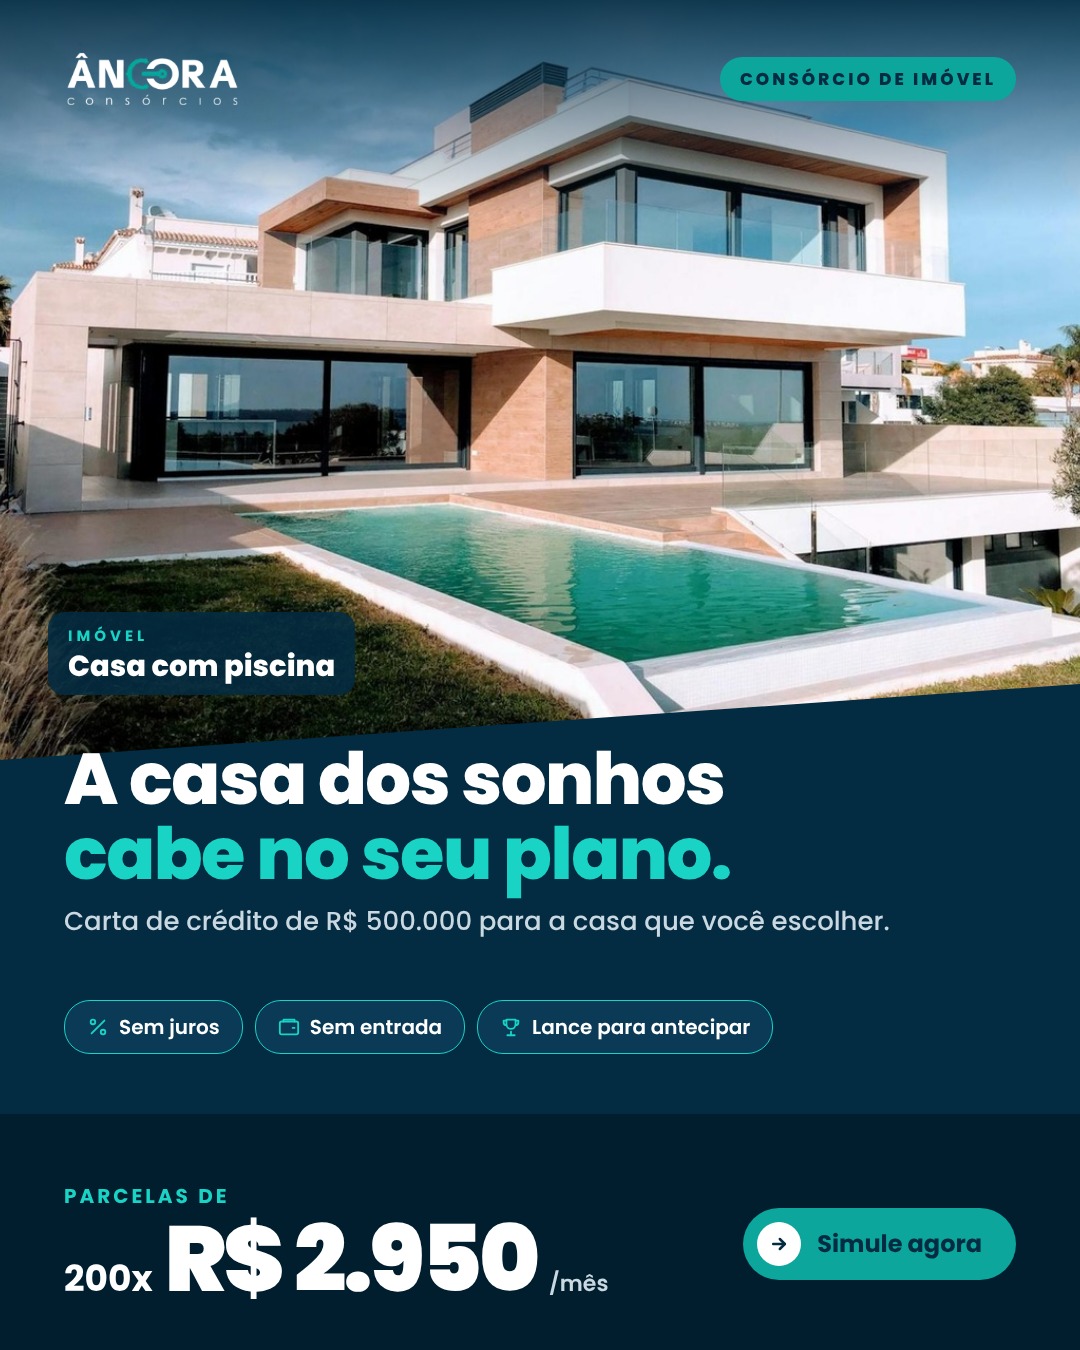 ÂNCORA
consórcios
CONSÓRCIO DE IMÓVEL
IMÓVEL
Casa com piscina
A casa dos sonhos
cabe no seu plano.
Carta de crédito de R$ 500.000 para a casa que você escolher.
Sem juros
Sem entrada
Lance para antecipar
PARCELAS DE
200x R$ 2.950 /mês
Simule agora